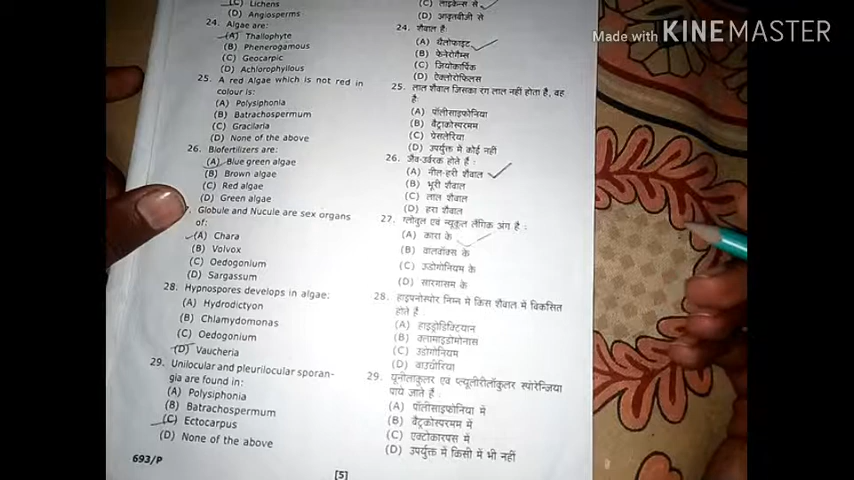 (C) Lichens
(D) Angiosperms
24. Algae are:
(A) Thallophyte
(B) Phenerogamous
(C) Geocarpic
(D) Achlorophyllous
25. A red Algae which is not red in
colour is:
(A) Polysiphonia
(B) Batrachospermum
(C) Gracilaria
(D) None of the above
26. Biofertilizers are:
(A) Blue green algae
(B) Brown algae
(C) Red algae
(D) Green algae
Globule and Nucule are sex organs
of:
(A) Chara
(B) Volvox
(C) Oedogonium
(D) Sargassum
28. Hypnospores develops in algae:
(A) Hydrodictyon
(B) Chlamydomonas
(C) Oedogonium
(D) Vaucheria
29. Unilocular and pleurilocular sporan-
gia are found in:
(A) Polysiphonia
(B) Batrachospermum
(C) Ectocarpus
(D) None of the above
693/P
[5]
(C) लाइकेन्स से
(D) आवृतबीजी से
24. शैवाल हैं:
(A) थैलोफाइट
(B) फेनेरोगैम्स
(C) जियोकार्पिक
(D) ऐक्लोरोफिलस
25. लाल शैवाल जिसका रंग लाल नहीं होता है, वह
है:
(A) पॉलीसाइफोनिया
(B) बैट्राकोस्परमम
(C) ग्रेसलेरिया
(D) उपर्युक्त में कोई नहीं
26. जैव-उर्वरक होते हैं :
(A) नील-हरी शैवाल
(B) भूरी शैवाल
(C) लाल शैवाल
(D) हरा शैवाल
27. ग्लोबुल एवं न्यूकूल लैंगिक अंग है :
(A) कारा के
(B) वालवॉक्स के
(C) उडोगोनियम के
(D) सारगासम के
28. हाइपनोस्पोर निम्न में किस शैवाल में विकसित
होते हैं :
(A) हाइड्रोडिक्टियान
(B) क्लामाइडोमोनास
(C) उडोगोनियम
(D) वाउचीरिया
29. यूनीलाकुलर एवं प्ल्यूरीलॉकुलर स्पोरेन्जिया
पाये जाते हैं :
(A) पॉलीसाइफोनिया में
(B) बैट्राकोस्परमम में
(C) एक्टोकारपस में
(D) उपर्युक्त में किसी में भी नहीं
Made with KINEMASTER